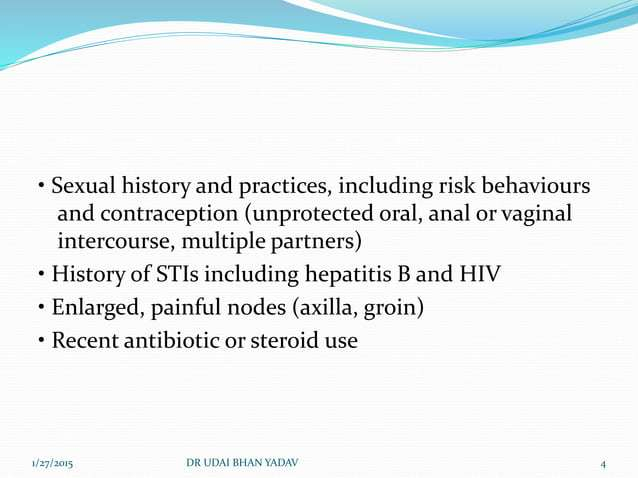 • Sexual history and practices, including risk behaviours
and contraception (unprotected oral, anal or vaginal
intercourse, multiple partners)
• History of STIs including hepatitis B and HIV
• Enlarged, painful nodes (axilla, groin)
• Recent antibiotic or steroid use
1/27/2015 DR UDAI BHAN YADAV 4